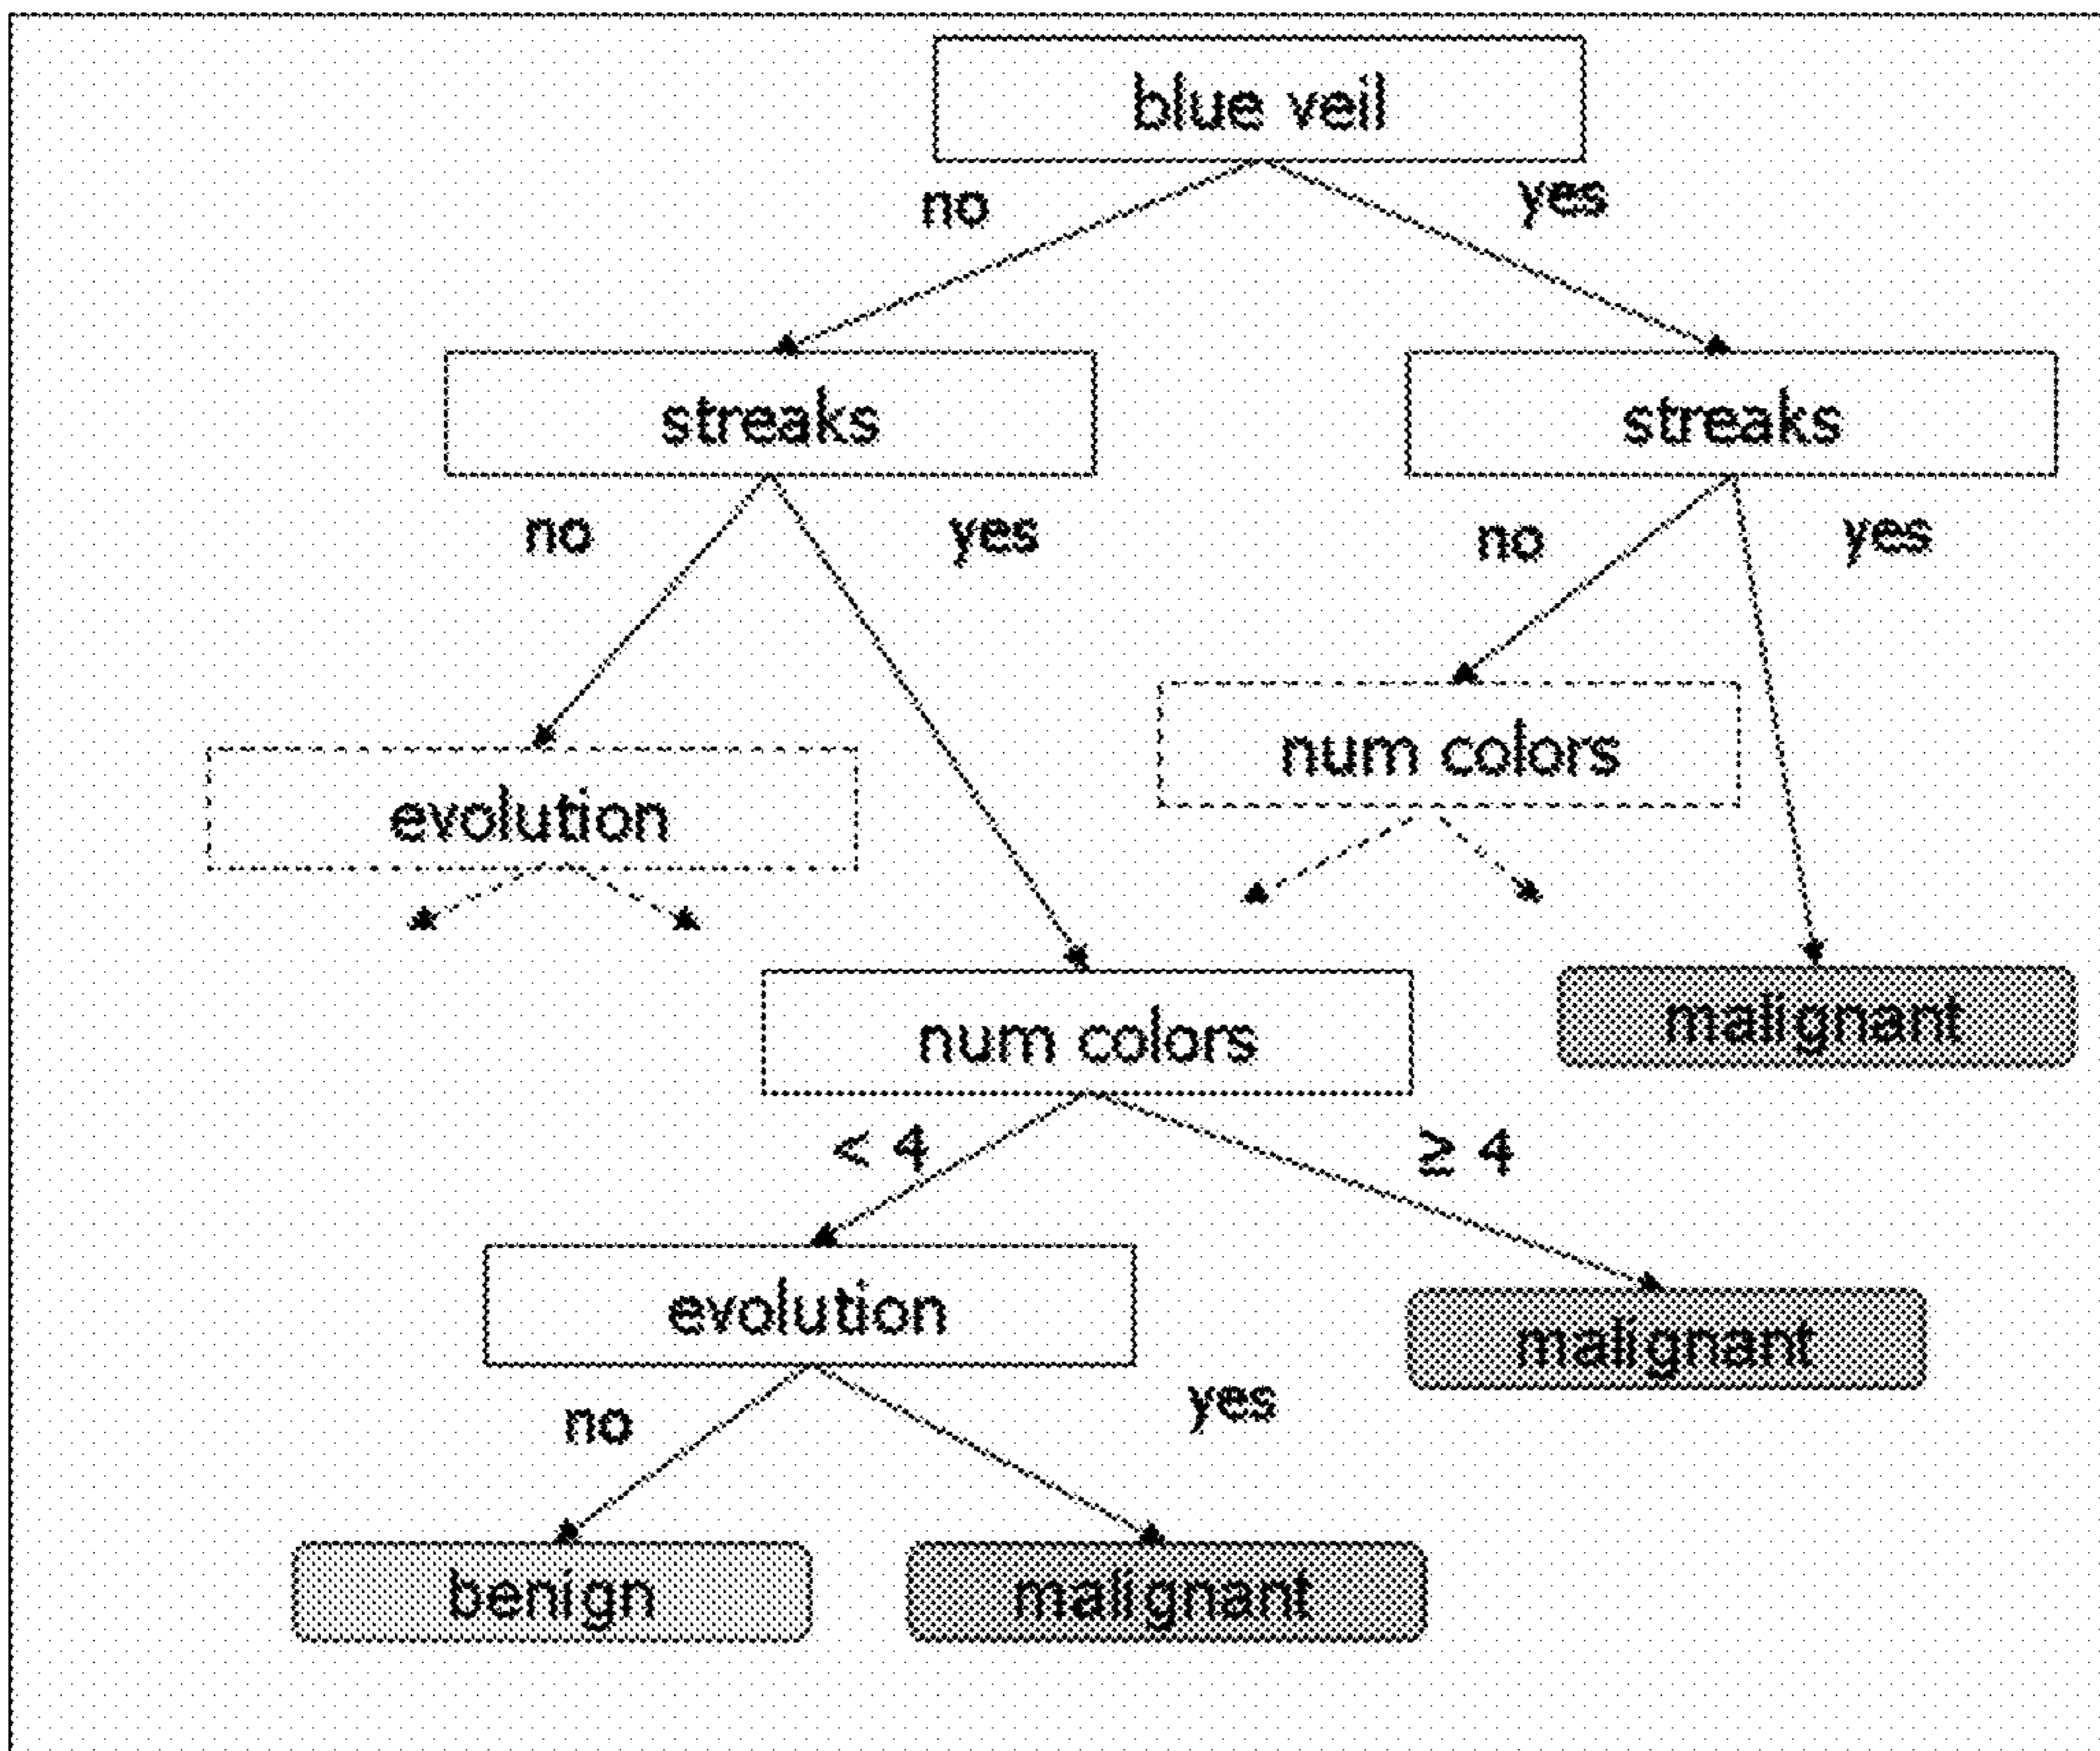 blue veil
no
yes
streaks
streaks
no
yes
no
yes
num colors
evolution
num colors
malignant
< 4
≥ 4
evolution
malignant
no
yes
benign
malignant